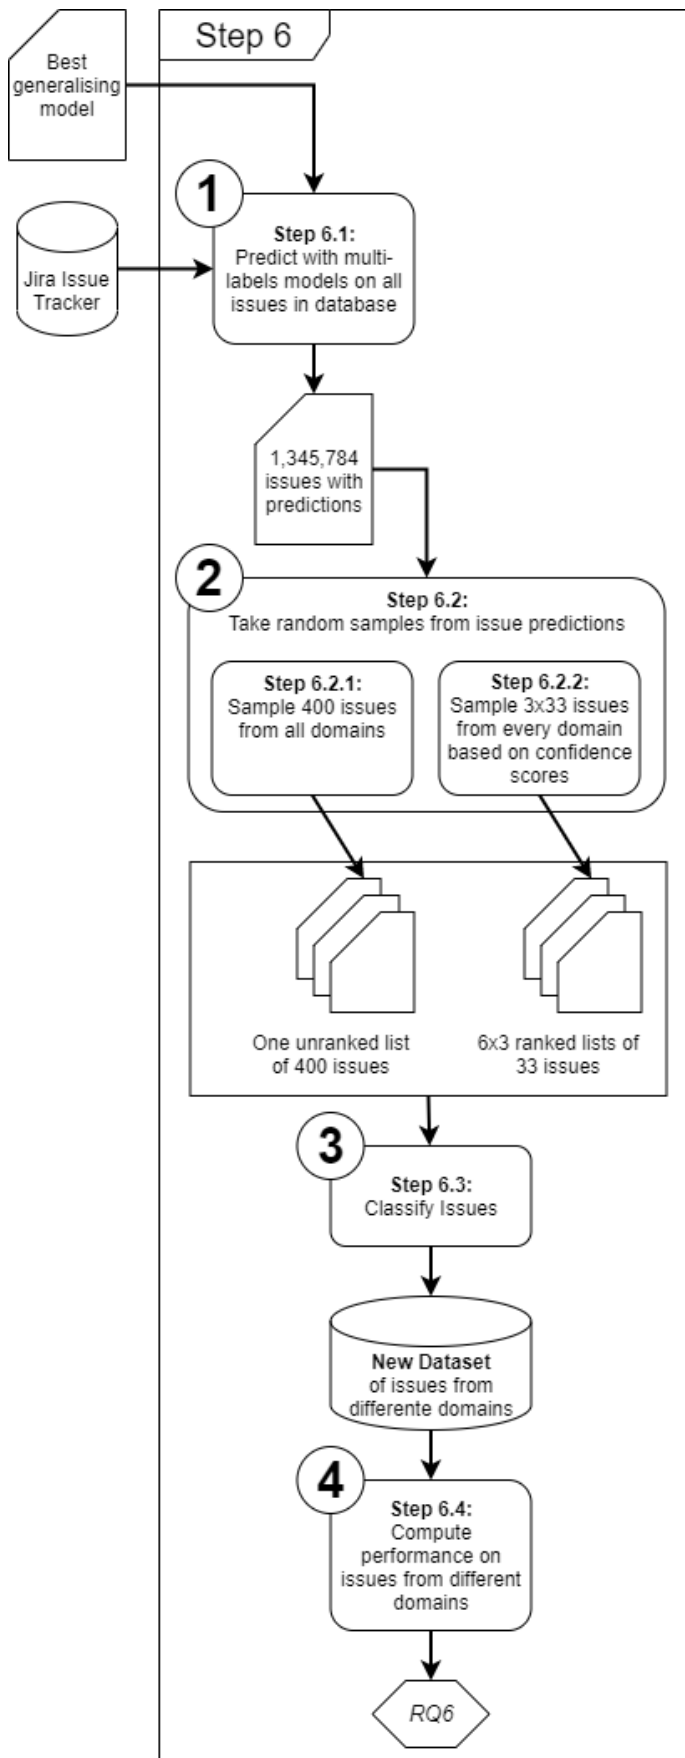 Step 6
Best
generalising
model
1
Step 6.1:
Predict with multi-
labels models on all
issues in database
Jira Issue
Tracker
1,345,784
issues with
predictions
2
Step 6.2:
Take random samples from issue predictions
Step 6.2.1:
Sample 400 issues
from all domains
Step 6.2.2:
Sample 3x33 issues
from every domain
based on confidence
scores
One unranked list
of 400 issues
6x3 ranked lists of
33 issues
3
Step 6.3:
Classify Issues
New Dataset
of issues from
differente domains
4
Step 6.4:
Compute
performance on
issues from different
domains
RQ6